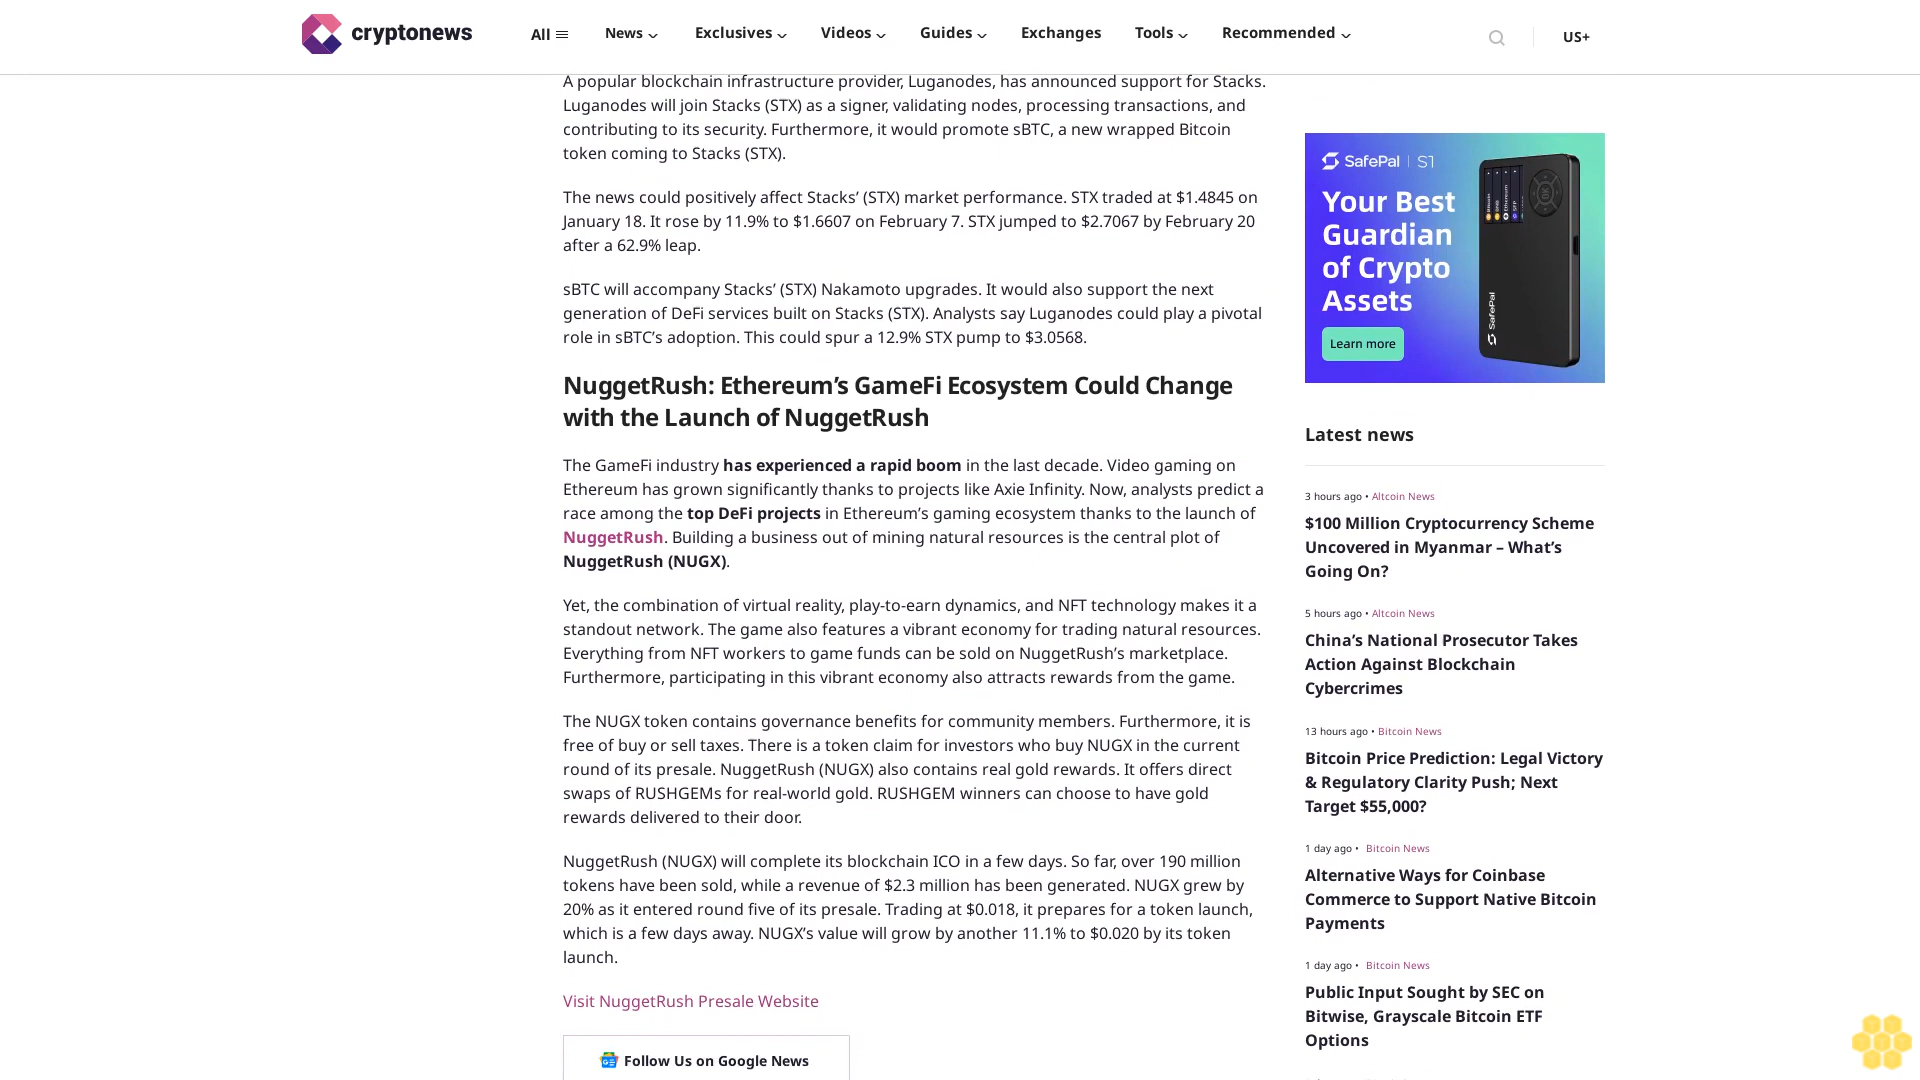 cryptonews
All
News
Exclusives
Videos
Guides
Exchanges
Tools
Recommended
US+
A popular blockchain infrastructure provider, Luganodes, has announced support for Stacks.
Luganodes will join Stacks (STX) as a signer, validating nodes, processing transactions, and
contributing to its security. Furthermore, it would promote sBTC, a new wrapped Bitcoin
token coming to Stacks (STX).
The news could positively affect Stacks’ (STX) market performance. STX traded at $1.4845 on
January 18. It rose by 11.9% to $1.6607 on February 7. STX jumped to $2.7067 by February 20
after a 62.9% leap.
sBTC will accompany Stacks’ (STX) Nakamoto upgrades. It would also support the next
generation of DeFi services built on Stacks (STX). Analysts say Luganodes could play a pivotal
role in sBTC’s adoption. This could spur a 12.9% STX pump to $3.0568.
NuggetRush: Ethereum’s GameFi Ecosystem Could Change
with the Launch of NuggetRush
The GameFi industry has experienced a rapid boom in the last decade. Video gaming on
Ethereum has grown significantly thanks to projects like Axie Infinity. Now, analysts predict a
race among the top DeFi projects in Ethereum’s gaming ecosystem thanks to the launch of
NuggetRush. Building a business out of mining natural resources is the central plot of
NuggetRush (NUGX).
Yet, the combination of virtual reality, play-to-earn dynamics, and NFT technology makes it a
standout network. The game also features a vibrant economy for trading natural resources.
Everything from NFT workers to game funds can be sold on NuggetRush’s marketplace.
Furthermore, participating in this vibrant economy also attracts rewards from the game.
The NUGX token contains governance benefits for community members. Furthermore, it is
free of buy or sell taxes. There is a token claim for investors who buy NUGX in the current
round of its presale. NuggetRush (NUGX) also contains real gold rewards. It offers direct
swaps of RUSHGEMs for real-world gold. RUSHGEM winners can choose to have gold
rewards delivered to their door.
NuggetRush (NUGX) will complete its blockchain ICO in a few days. So far, over 190 million
tokens have been sold, while a revenue of $2.3 million has been generated. NUGX grew by
20% as it entered round five of its presale. Trading at $0.018, it prepares for a token launch,
which is a few days away. NUGX’s value will grow by another 11.1% to $0.020 by its token
launch.
Visit NuggetRush Presale Website
Follow Us on Google News
SafePal | S1
Your Best
Guardian
of Crypto
Assets
Learn more
SafePal
Latest news
3 hours ago • Altcoin News
$100 Million Cryptocurrency Scheme
Uncovered in Myanmar – What’s
Going On?
5 hours ago • Altcoin News
China’s National Prosecutor Takes
Action Against Blockchain
Cybercrimes
13 hours ago • Bitcoin News
Bitcoin Price Prediction: Legal Victory
& Regulatory Clarity Push; Next
Target $55,000?
1 day ago • Bitcoin News
Alternative Ways for Coinbase
Commerce to Support Native Bitcoin
Payments
1 day ago • Bitcoin News
Public Input Sought by SEC on
Bitwise, Grayscale Bitcoin ETF
Options